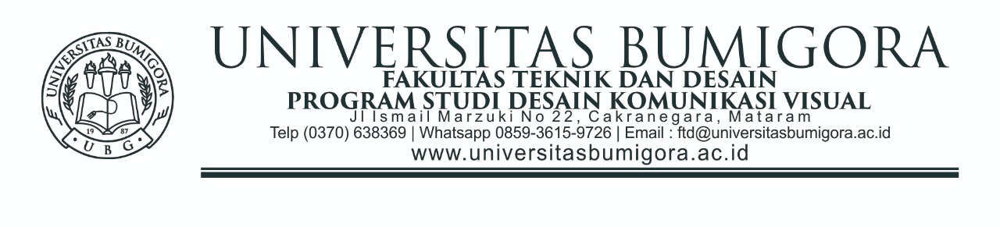 UNIVERSITAS BUMIGORA
19 87
U B G
UNIVERSITAS BUMIGORA
FAKULTAS TEKNIK DAN DESAIN
PROGRAM STUDI DESAIN KOMUNIKASI VISUAL
Jl Ismail Marzuki No 22, Cakranegara, Mataram
Telp (0370) 638369 | Whatsapp 0859-3615-9726 | Email : ftd@universitasbumigora.ac.id
www.universitasbumigora.ac.id